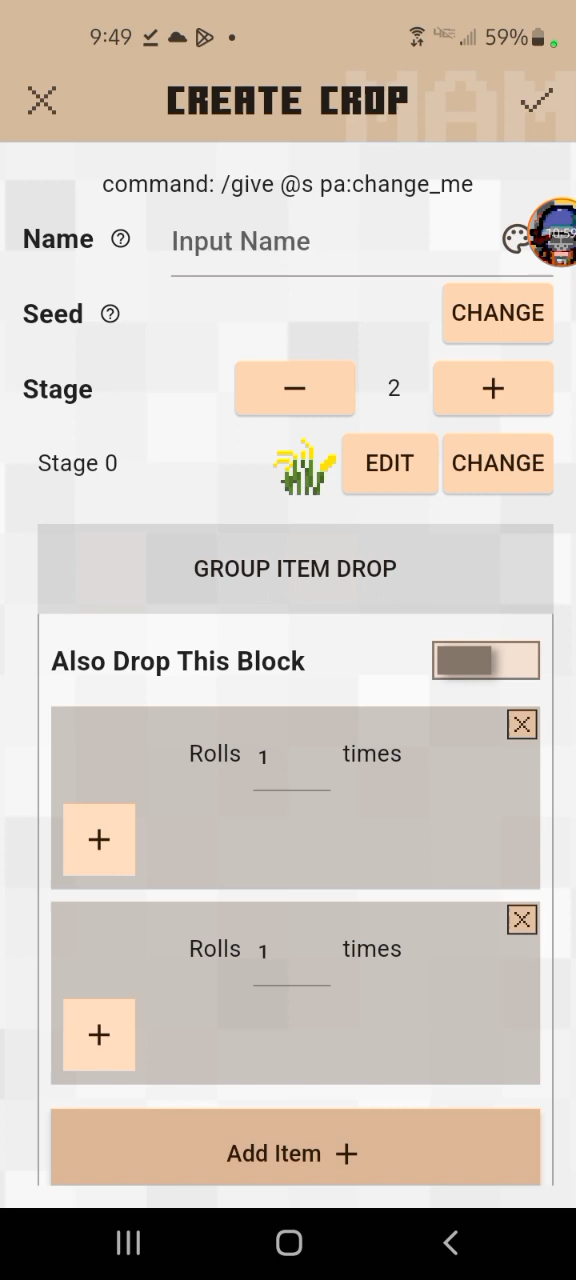 9:49 59%
CREATE CROP
command: /give @s pa:change_me
Name Input Name
Seed CHANGE
Stage 2
Stage 0 EDIT CHANGE
GROUP ITEM DROP
Also Drop This Block
Rolls 1 times
+
Rolls 1 times
+
Add Item +